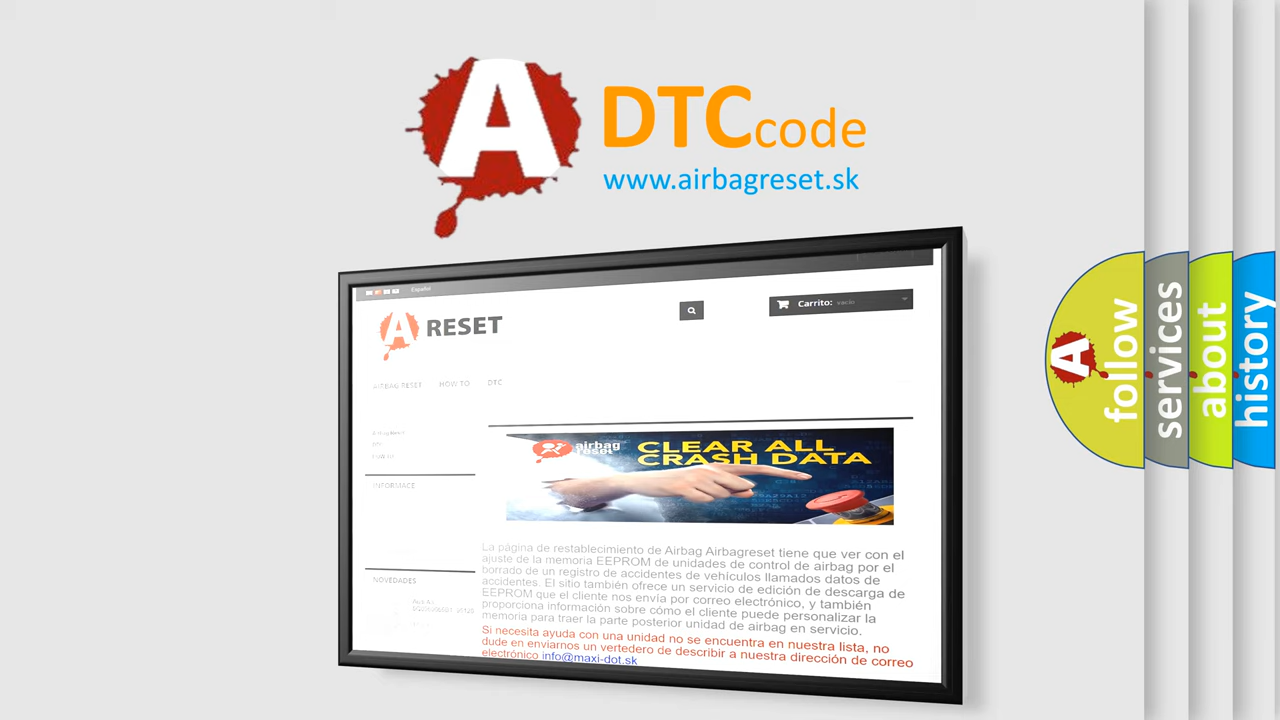 A
DTC code
www.airbagreset.sk
Español
Carrito: vacío
A RESET
AIRBAG RESET HOW TO DTC
airbag
reset
CLEAR ALL
CRASH DATA
INFORMACE
La página de restablecimiento de Airbag Airbagreset tiene que ver con el
ajuste de la memoria EEPROM de unidades de control de airbag por el
borrado de un registro de accidentes de vehículos llamados datos de
accidentes. El sitio también ofrece un servicio de edición de descarga de
EEPROM que el cliente nos envía por correo electrónico, y también
proporciona información sobre cómo el cliente puede personalizar la
memoria para traer la parte posterior unidad de airbag en servicio.
Si necesita ayuda con una unidad no se encuentra en nuestra lista, no
dude en enviarnos un vertedero de describir a nuestra dirección de correo
electrónico info@maxi-dot.sk
NOVEDADES
A
follow
services
about
history